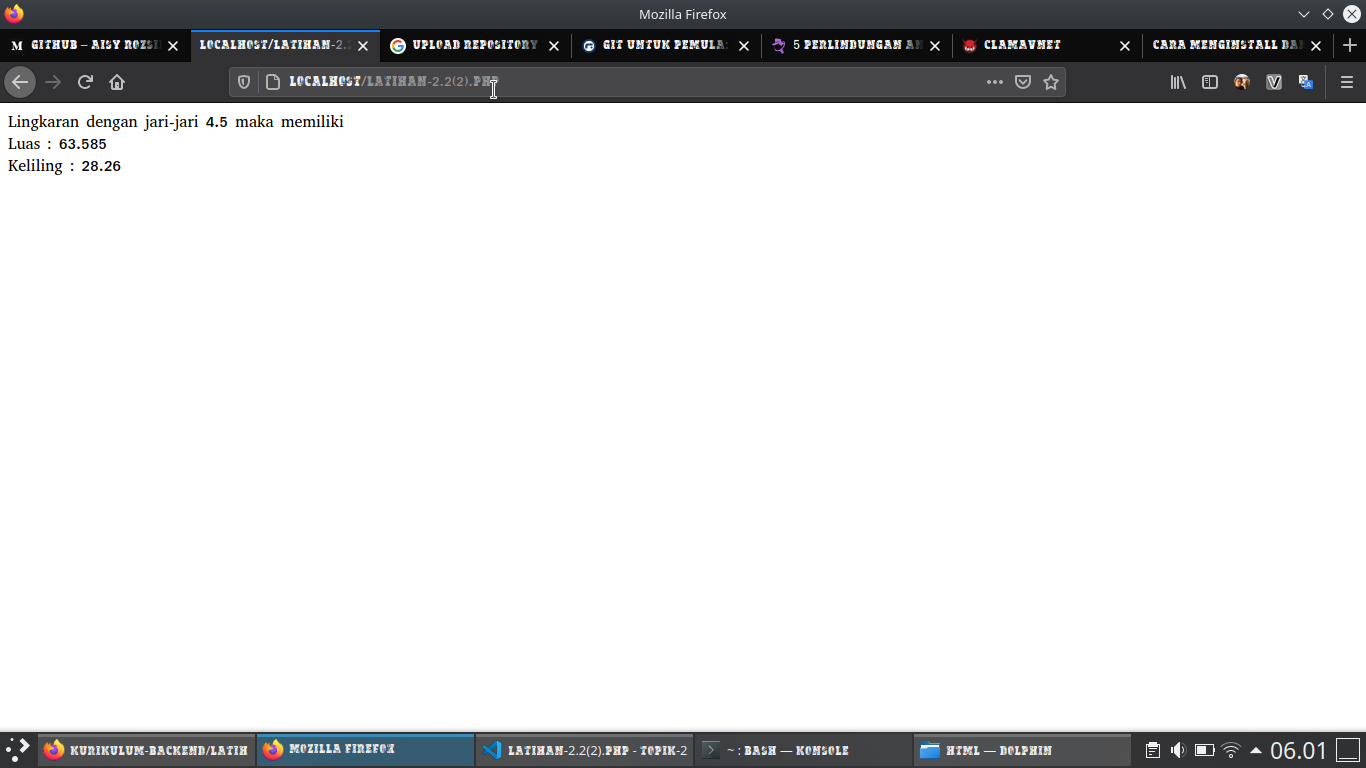 Mozilla Firefox
GITHUB – AISY ROZSI
LOCALHOST/LATIHAN-2.2
UPLOAD REPOSITORY
GIT UNTUK PEMULA
5 PERLINDUNGAN AN
CLAMAVNET
CARA MENGINSTALL DA
LOCALHOST/LATIHAN-2.2(2).PHP
Lingkaran dengan jari-jari 4.5 maka memiliki
Luas : 63.585
Keliling : 28.26
KURIKULUM-BACKEND/LATIH
MOZILLA FIREFOX
LATIHAN-2.2(2).PHP - TOPIK-2
~ : BASH — KONSOLE
HTML — DOLPHIN
06.01